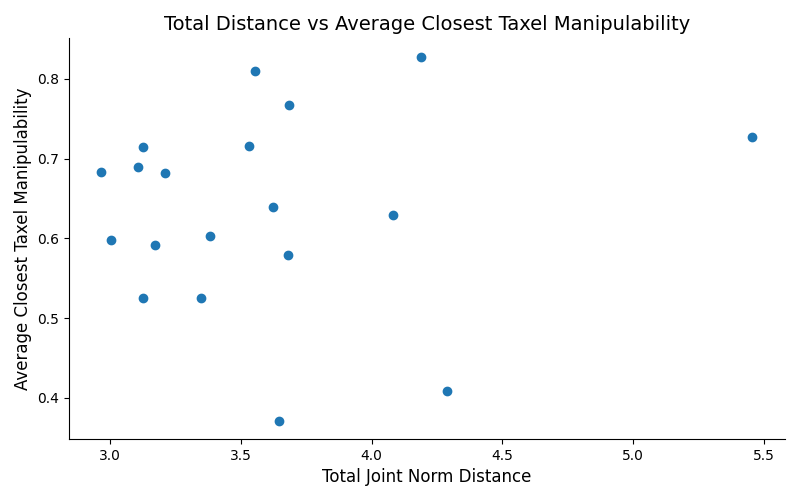 Total Distance vs Average Closest Taxel Manipulability
Average Closest Taxel Manipulability
0.8
0.7
0.6
0.5
0.4
3.0 3.5 4.0 4.5 5.0 5.5
Total Joint Norm Distance